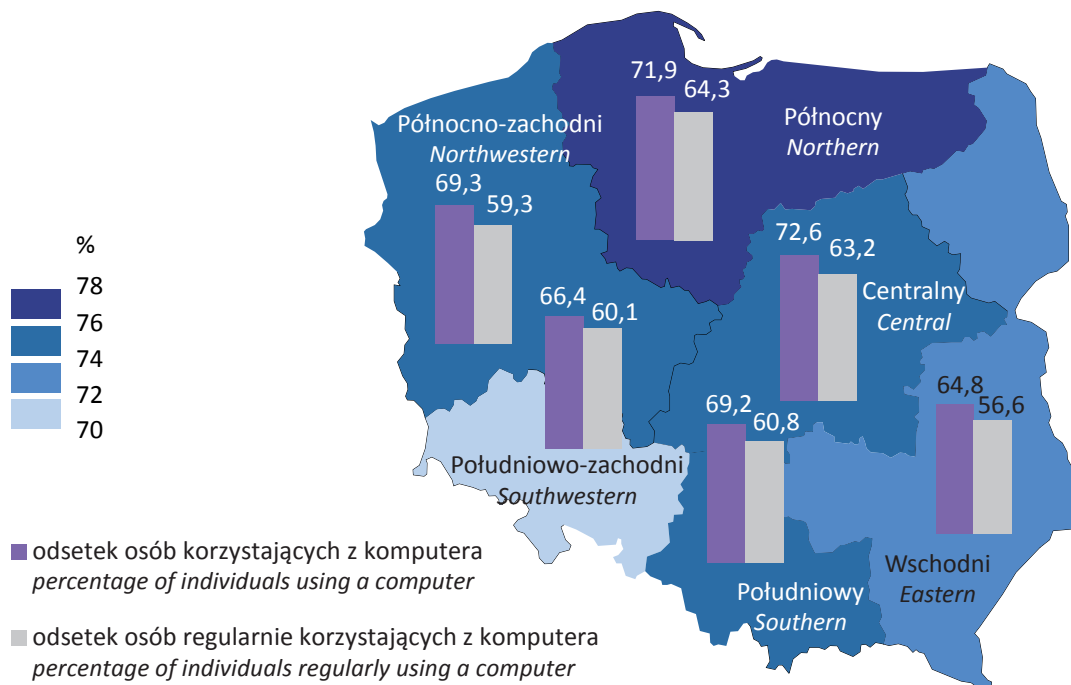 71,9
64,3
Północno-zachodni
Northwestern
Północny
Northern
69,3
59,3
72,6
63,2
%
78
76
74
72
70
66,4
60,1
Centralny
Central
64,8
56,6
69,2
60,8
Południowo-zachodni
Southwestern
odsetek osób korzystających z komputera
percentage of individuals using a computer
Wschodni
Eastern
Południowy
Southern
odsetek osób regularnie korzystających z komputera
percentage of individuals regularly using a computer